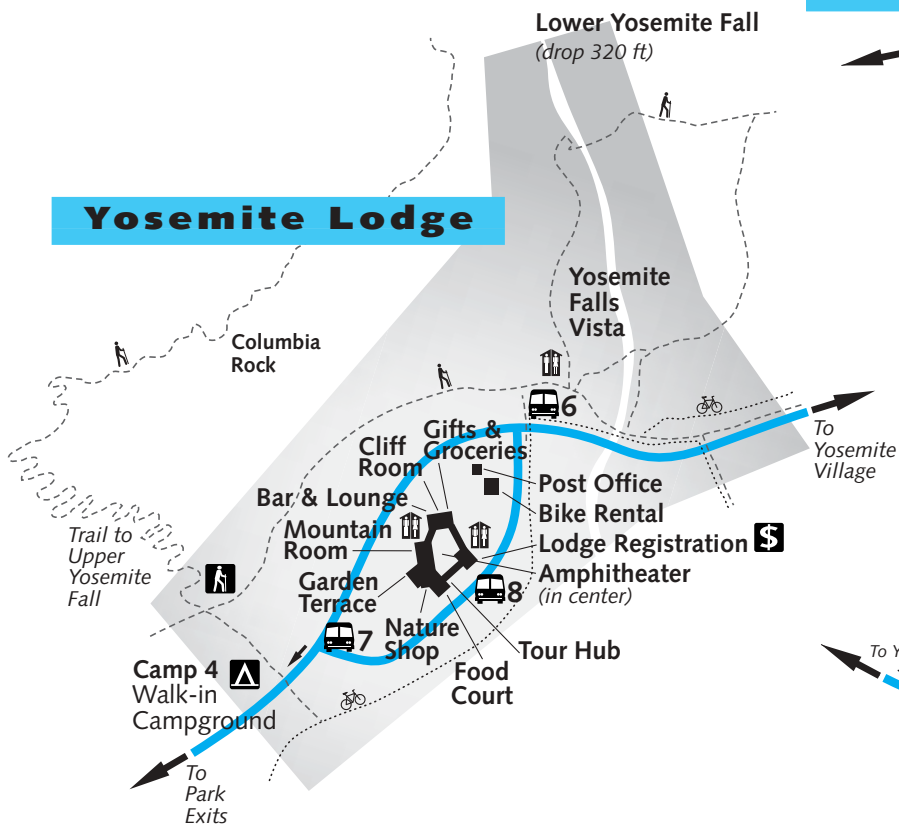 Lower Yosemite Fall
(drop 320 ft)
Yosemite Lodge
Yosemite
Falls
Vista
Columbia
Rock
6
To
Yosemite
Village
Gifts &
Groceries
Cliff
Room
Bar & Lounge
Mountain
Room
Garden
Terrace
Post Office
Bike Rental
Lodge Registration $
Amphitheater
(in center)
8
7
Nature
Shop
Tour Hub
Food
Court
Trail to
Upper
Yosemite
Fall
Camp 4
Walk-in
Campground
To
Park
Exits
To Y